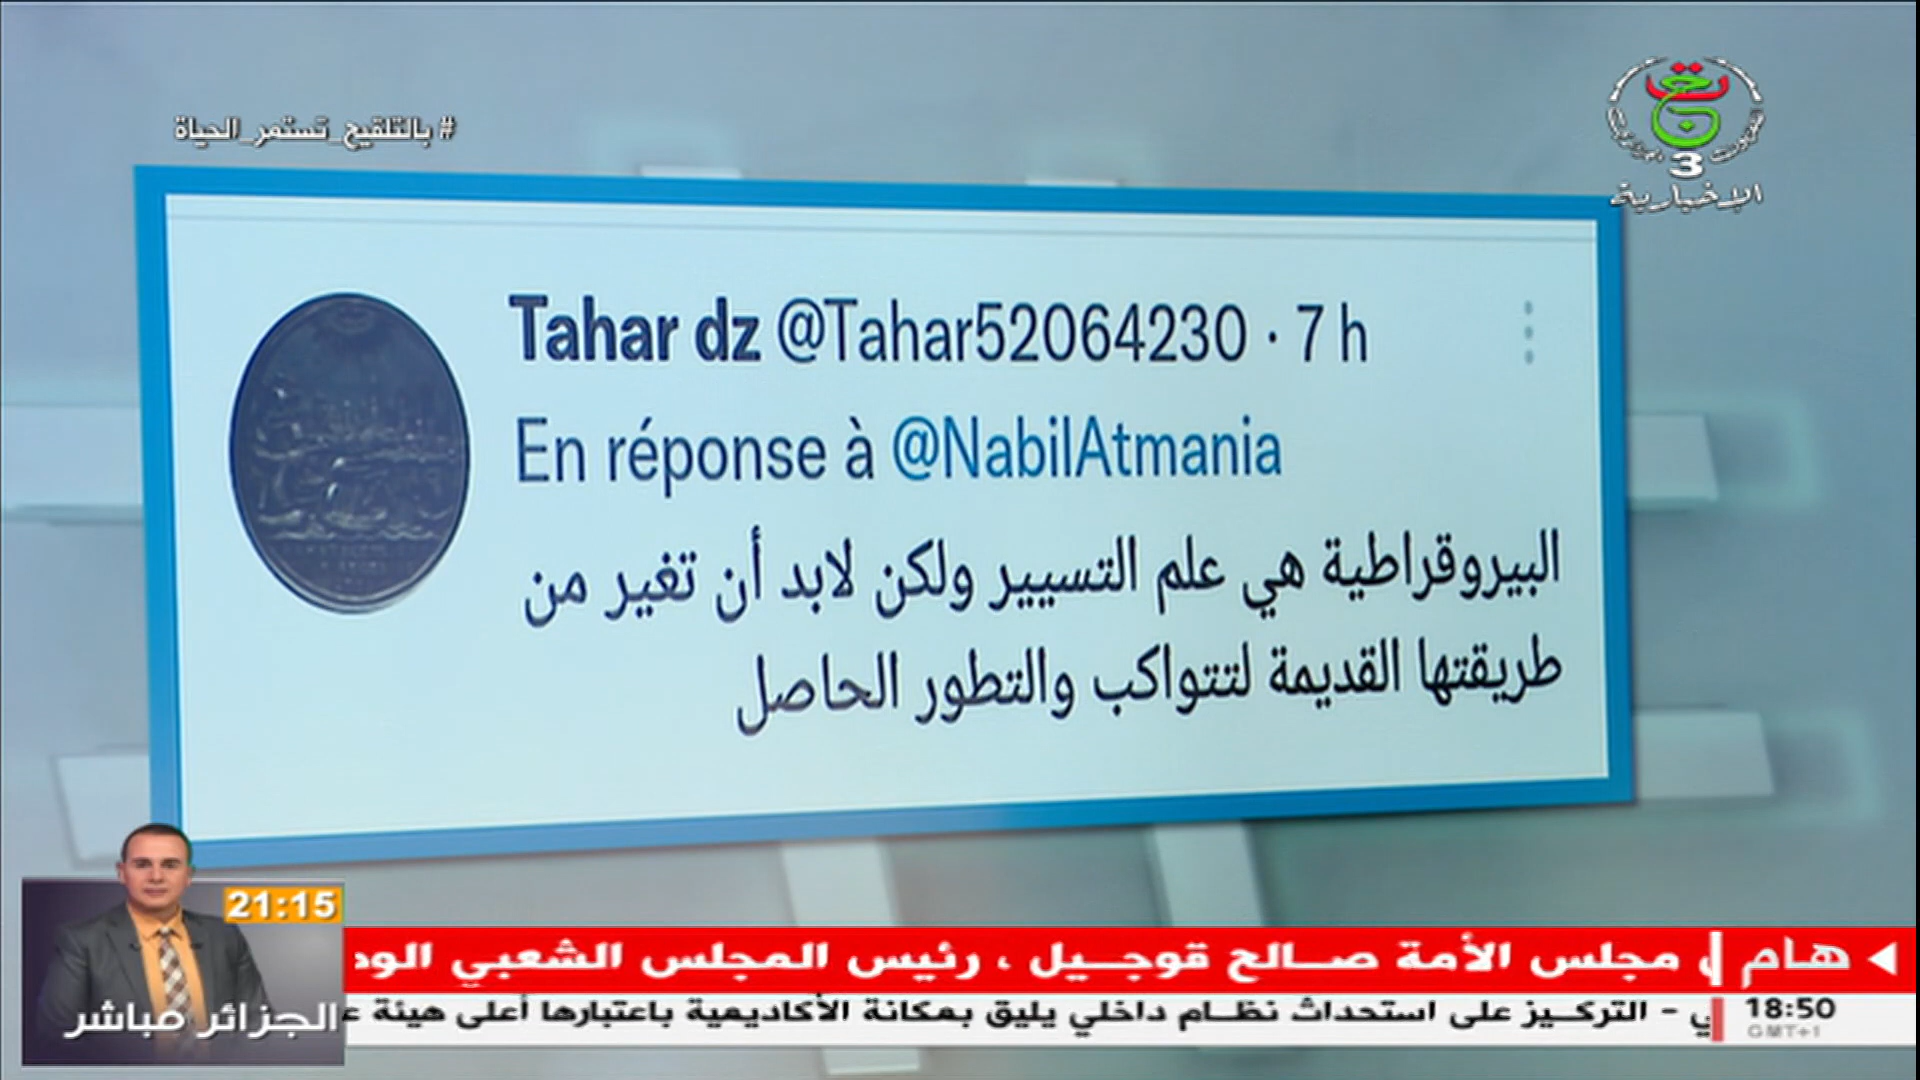 # بالتلقيح_تستمر_الحياة
3
الإخبارية
Tahar dz @Tahar52064230 · 7 h
En réponse à @NabilAtmania
البيروقراطية هي علم التسيير ولكن لابد أن تغير من
طريقتها القديمة لتتواكب والتطور الحاصل
21:15
الجزائر مباشر
هام
مجلس الأمة صالح قوجيل ، رئيس المجلس الشعبي
18:50
GMT+1
- التركيز على استحداث نظام داخلي يليق بمكانة الأكاديمية باعتبارها أعلى هيئة